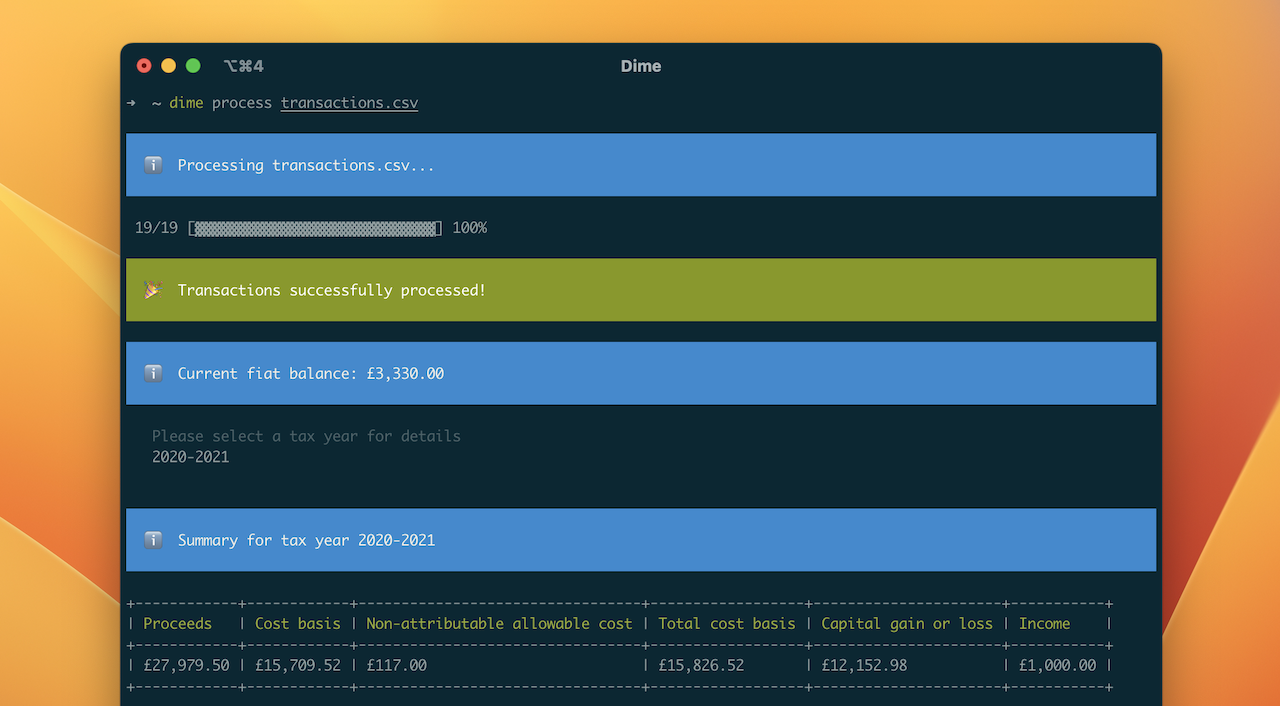 ⌥⌘4 Dime
➜ ~ dime process transactions.csv
Processing transactions.csv...
19/19 [▓▓▓▓▓▓▓▓▓▓▓▓▓▓▓▓▓▓▓▓▓▓▓▓▓▓▓▓] 100%
Transactions successfully processed!
Current fiat balance: £3,330.00
Please select a tax year for details
2020-2021
Summary for tax year 2020-2021
+------------+------------+---------------------------------+------------------+----------------------+-----------+
| Proceeds | Cost basis | Non-attributable allowable cost | Total cost basis | Capital gain or loss | Income |
+------------+------------+---------------------------------+------------------+----------------------+-----------+
| £27,979.50 | £15,709.52 | £117.00 | £15,826.52 | £12,152.98 | £1,000.00 |
+------------+------------+---------------------------------+------------------+----------------------+-----------+